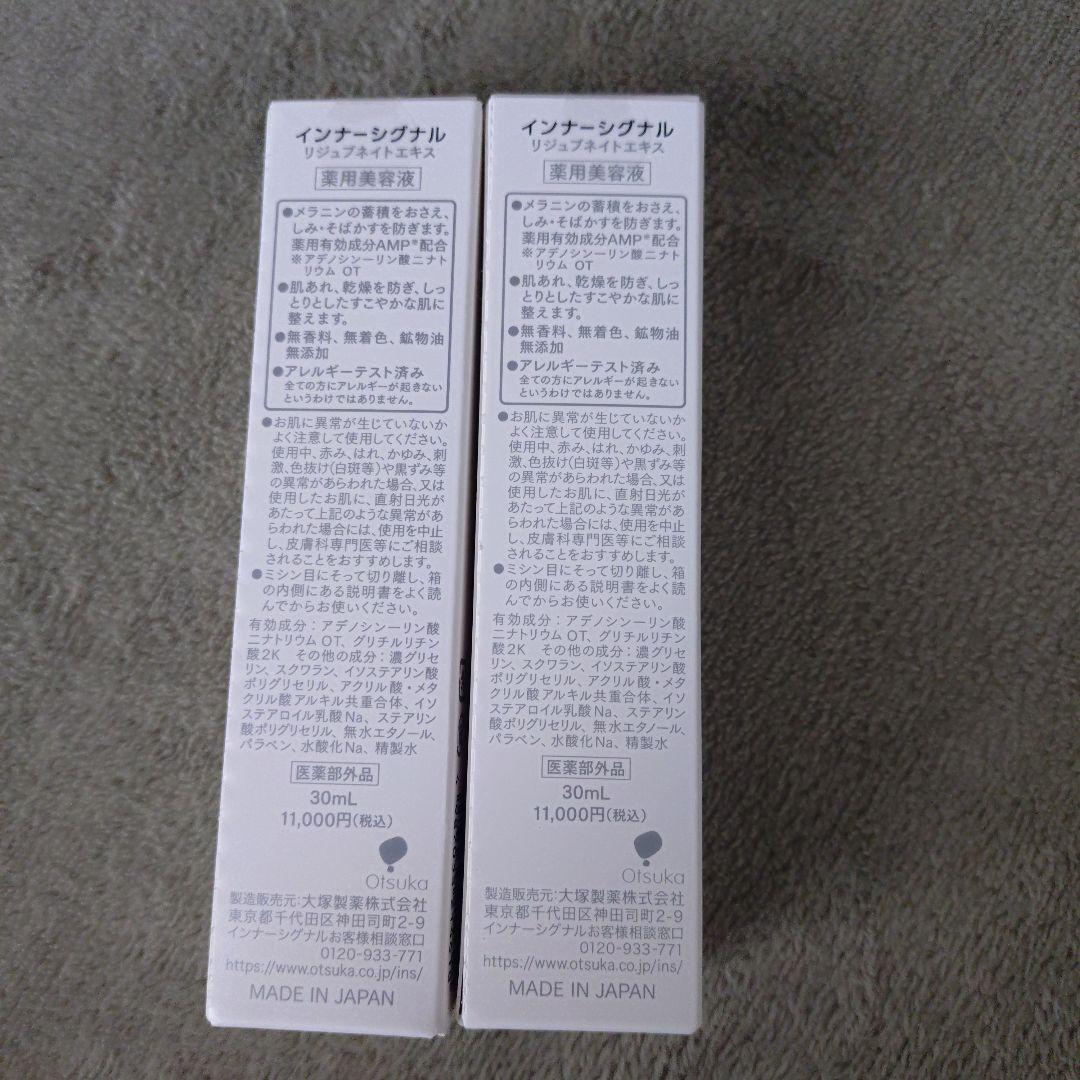 インナーシグナル
リジュブネイトエキス
薬用美容液
●メラニンの蓄積をおさえ、
しみ・そばかすを防ぎます。
薬用有効成分AMP※配合
※アデノシン一リン酸二ナト
リウム OT
●肌あれ、乾燥を防ぎ、しっ
とりとしたすこやかな肌に
整えます。
●無香料、無着色、鉱物油
無添加
●アレルギーテスト済み
全ての方にアレルギーが起きない
というわけではありません。
●お肌に異常が生じていないか
よく注意して使用してください。
使用中、赤み、はれ、かゆみ、刺
激、色抜け(白斑等)や黒ずみ等
の異常があらわれた場合、又は
使用したお肌に、直射日光が
あたって上記のような異常があ
らわれた場合には、使用を中止
し、皮膚科専門医等にご相談
されることをおすすめします。
●ミシン目にそって切り離し、箱
の内側にある説明書をよく読
んでからお使いください。
有効成分：アデノシン一リン酸
二ナトリウム OT、グリチルリチン
酸2K その他の成分：濃グリセ
リン、スクワラン、イソステアリン酸
ポリグリセリル、アクリル酸・メタ
クリル酸アルキル共重合体、イソ
ステアロイル乳酸Na、ステアリン
酸ポリグリセリル、無水エタノール、
パラベン、水酸化Na、精製水
医薬部外品
30mL
11,000円(税込)
Otsuka
製造販売元:大塚製薬株式会社
東京都千代田区神田司町2-9
インナーシグナルお客様相談窓口
0120-933-771
https://www.otsuka.co.jp/ins/
MADE IN JAPAN
インナーシグナル
リジュブネイトエキス
薬用美容液
●メラニンの蓄積をおさえ、
しみ・そばかすを防ぎます。
薬用有効成分AMP※配合
※アデノシン一リン酸二ナト
リウム OT
●肌あれ、乾燥を防ぎ、しっ
とりとしたすこやかな肌に
整えます。
●無香料、無着色、鉱物油
無添加
●アレルギーテスト済み
全ての方にアレルギーが起きない
というわけではありません。
●お肌に異常が生じていないか
よく注意して使用してください。
使用中、赤み、はれ、かゆみ、刺
激、色抜け(白斑等)や黒ずみ等
の異常があらわれた場合、又は
使用したお肌に、直射日光が
あたって上記のような異常があ
らわれた場合には、使用を中止
し、皮膚科専門医等にご相談
されることをおすすめします。
●ミシン目にそって切り離し、箱
の内側にある説明書をよく読
んでからお使いください。
有効成分：アデノシン一リン酸
二ナトリウム OT、グリチルリチン
酸2K その他の成分：濃グリセ
リン、スクワラン、イソステアリン酸
ポリグリセリル、アクリル酸・メタ
クリル酸アルキル共重合体、イソ
ステアロイル乳酸Na、ステアリン
酸ポリグリセリル、無水エタノール、
パラベン、水酸化Na、精製水
医薬部外品
30mL
11,000円(税込)
Otsuka
製造販売元:大塚製薬株式会社
東京都千代田区神田司町2-9
インナーシグナルお客様相談窓口
0120-933-771
https://www.otsuka.co.jp/ins/
MADE IN JAPAN